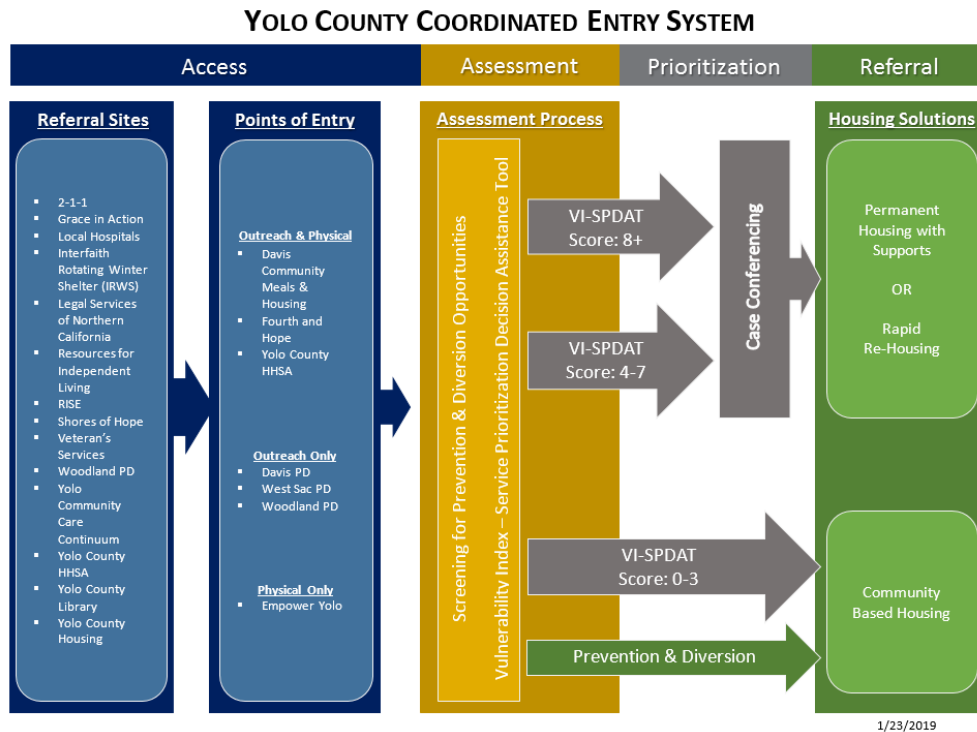 YOLO COUNTY COORDINATED ENTRY SYSTEM
Access
Assessment
Prioritization
Referral
Referral Sites
▪ 2-1-1
▪ Grace in Action
▪ Local Hospitals
▪ Interfaith
Rotating Winter
Shelter (IRWS)
▪ Legal Services
of Northern
California
▪ Resources for
Independent
Living
▪ RISE
▪ Shores of Hope
▪ Veteran’s
Services
▪ Woodland PD
▪ Yolo
Community
Care
Continuum
▪ Yolo County
HHSA
▪ Yolo County
Library
▪ Yolo County
Housing
Points of Entry
Outreach & Physical
▪ Davis
Community
Meals &
Housing
▪ Fourth and
Hope
▪ Yolo County
HHSA
Outreach Only
▪ Davis PD
▪ West Sac PD
▪ Woodland PD
Physical Only
▪ Empower Yolo
Assessment Process
Screening for Prevention & Diversion Opportunities
Vulnerability Index – Service Prioritization Decision Assistance Tool
VI-SPDAT
Score: 8+
VI-SPDAT
Score: 4-7
Case Conferencing
VI-SPDAT
Score: 0-3
Prevention & Diversion
Housing Solutions
Permanent
Housing with
Supports
OR
Rapid
Re-Housing
Community
Based Housing
1/23/2019